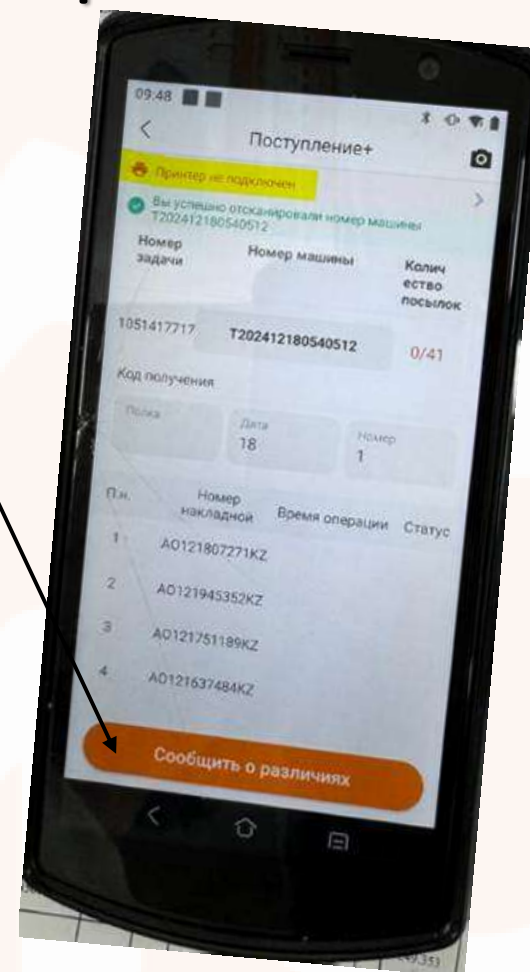 09:48
Поступление+
Принтер не подключен
Вы успешно отсканировали номер машины
T202412180540512
Номер задачи
Номер машины
Колич
ество
посылок
1051417717 T202412180540512 0/41
Код получения
Полка
Дата
18
Номер
1
П.н.
Номер накладной
Время операции
Статус
1 AO121807271KZ
2 AO121945352KZ
3 AO121751189KZ
4 AO121637484KZ
Сообщить о различиях